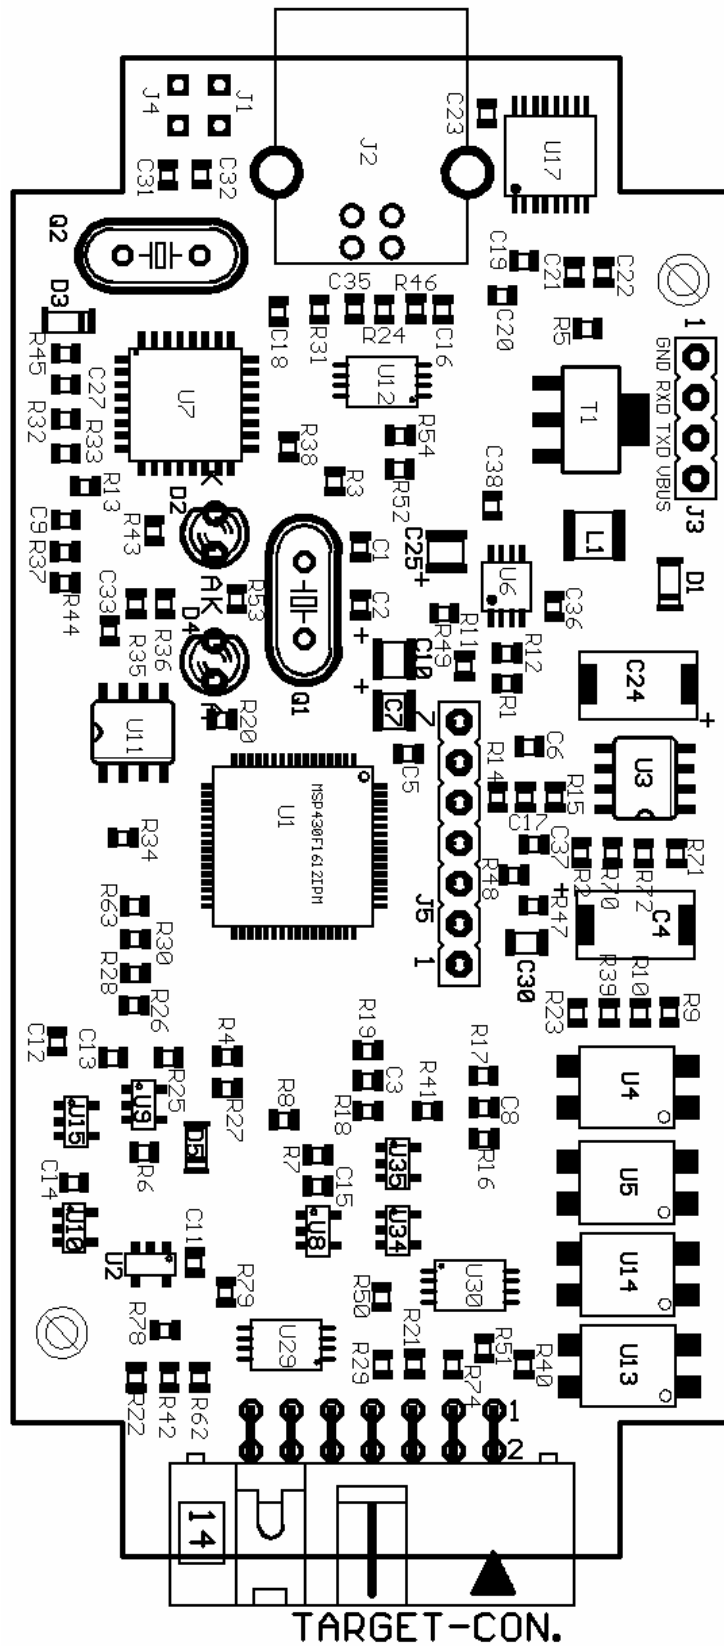 J4
J1
C31
C32
J2
C23
U17
Q2
D3
C19
C21
C22
C20
R5
1
GND RXD TXD VBUS
J3
R45
C27
R32
R33
R13
C9
R37
R44
U7
C18
R31
C35
R24
R46
C16
U12
R38
R3
R54
R52
T1
C38
L1
D1
K
D2
A
R43
C33
R35
R36
K
D4
A
R53
R20
Q1
C1
C2
C25
+
U6
C36
R49
R11
R12
R1
+
C10
+
C7
C5
C24
+
U11
7
J5
1
C6
R14
R15
C17
U3
C37
R2
R70
R72
R71
R48
R47
+
C4
C30
U1
MSP430F1612IPM
R34
R63
R30
R28
R26
C12
C13
R25
R4
R27
R19
C3
R18
R41
R17
C8
R16
R23
R39
R10
R9
U15
U9
R6
D5
R8
R7
C15
U35
U4
U5
C14
U10
U2
C11
U8
U34
U14
R79
R78
R50
U30
U29
R29
R21
R74
R51
R40
U13
R22
R42
R62
1
2
14
TARGET-CON.